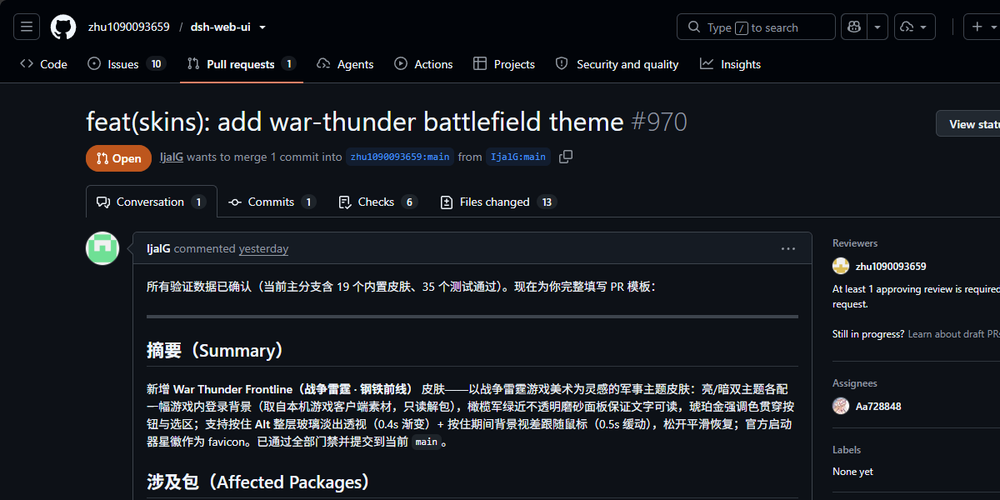 zhu1090093659 / dsh-web-ui
Type / to search
Code
Issues 10
Pull requests 1
Agents
Actions
Projects
Security and quality
Insights
feat(skins): add war-thunder battlefield theme #970
View statu
Open
IjalG wants to merge 1 commit into zhu1090093659:main from IjalG:main
Conversation 1
Commits 1
Checks 6
Files changed 13
IjalG commented yesterday
所有验证数据已确认（当前主分支含 19 个内置皮肤、35 个测试通过）。现在为你完整填写 PR 模板：
摘要（Summary）
新增 War Thunder Frontline（战争雷霆 · 钢铁前线） 皮肤——以战争雷霆游戏美术为灵感的军事主题皮肤：亮/暗双主题各配
一幅游戏内登录背景（取自本机游戏客户端素材，只读解包），橄榄军绿近不透明磨砂面板保证文字可读，琥珀金强调色贯穿按
钮与选区；支持按住 Alt 整层玻璃淡出透视（0.4s 渐变）+ 按住期间背景视差跟随鼠标（0.5s 缓动），松开平滑恢复；官方启动
器星徽作为 favicon。已通过全部门禁并提交到当前 main 。
涉及包（Affected Packages）
Reviewers
zhu1090093659
At least 1 approving review is required
request.
Still in progress? Learn about draft PRs
Assignees
Aa728848
Labels
None yet